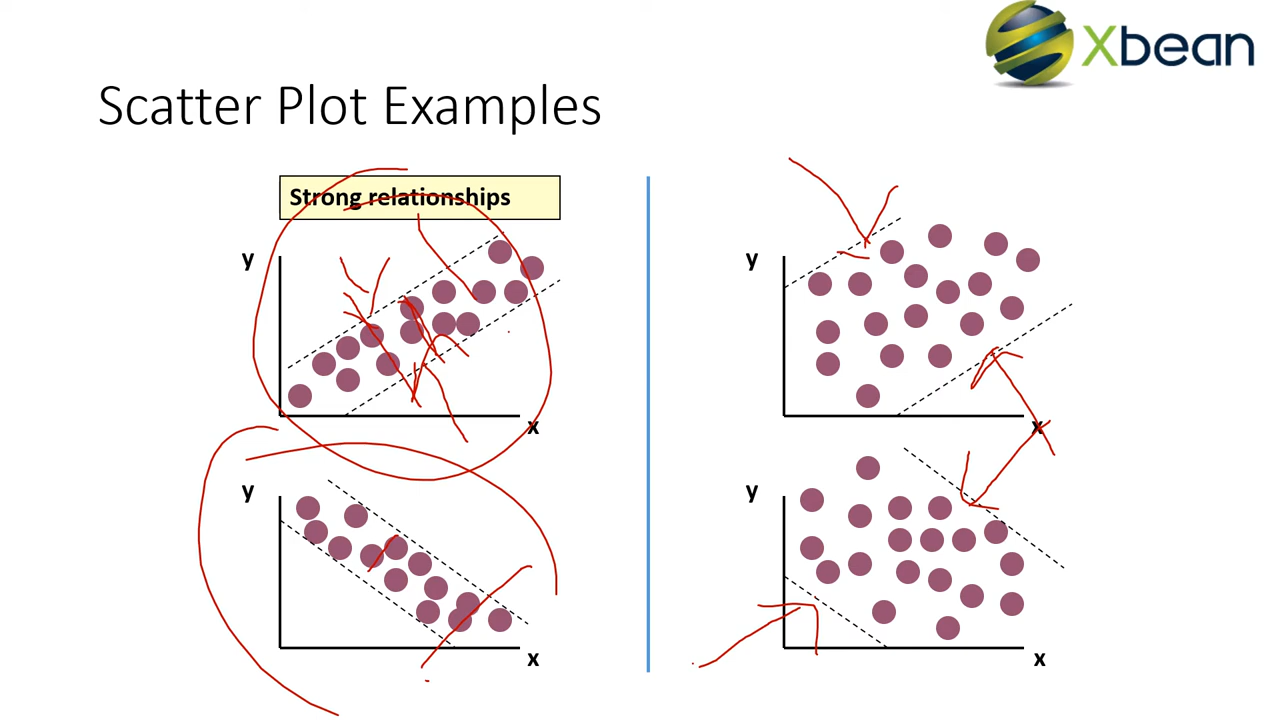 Xbean
Scatter Plot Examples
Strong relationships
y
x
y
x
y
x
y
x